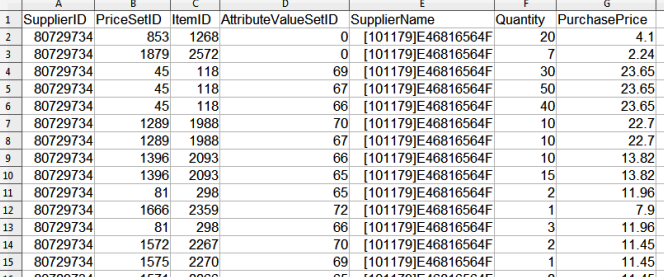 A B C D E F G
1 SupplierID PriceSetID ItemID AttributeValueSetID SupplierName Quantity PurchasePrice
2 80729734 853 1268 0 [101179]E46816564F 20 4.1
3 80729734 1879 2572 0 [101179]E46816564F 7 2.24
4 80729734 45 118 69 [101179]E46816564F 30 23.65
5 80729734 45 118 67 [101179]E46816564F 50 23.65
6 80729734 45 118 66 [101179]E46816564F 40 23.65
7 80729734 1289 1988 70 [101179]E46816564F 10 22.7
8 80729734 1289 1988 67 [101179]E46816564F 10 22.7
9 80729734 1396 2093 66 [101179]E46816564F 10 13.82
10 80729734 1396 2093 65 [101179]E46816564F 15 13.82
11 80729734 81 298 65 [101179]E46816564F 2 11.96
12 80729734 1666 2359 72 [101179]E46816564F 1 7.9
13 80729734 81 298 66 [101179]E46816564F 3 11.96
14 80729734 1572 2267 70 [101179]E46816564F 2 11.45
15 80729734 1575 2270 69 [101179]E46816564F 1 11.45